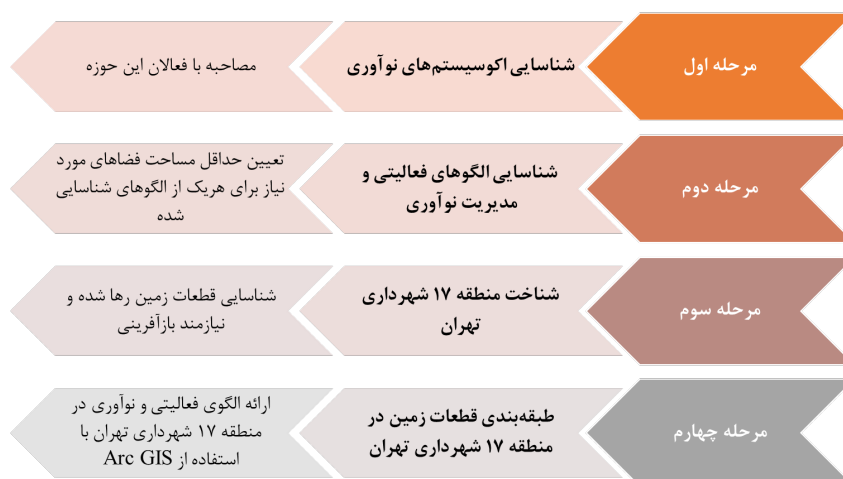 مرحله اول
شناسایی اکوسیستم‌های نوآوری
مصاحبه با فعالان این حوزه
مرحله دوم
شناسایی الگوهای فعالیتی و
مدیریت نوآوری
تعیین حداقل مساحت فضاهای مورد
نیاز برای هریک از الگوهای شناسایی
شده
مرحله سوم
شناخت منطقه ۱۷ شهرداری
تهران
شناسایی قطعات زمین رها شده و
نیازمند بازآفرینی
مرحله چهارم
طبقه‌بندی قطعات زمین در
منطقه ۱۷ شهرداری تهران
ارائه الگوی فعالیتی و نوآوری در
منطقه ۱۷ شهرداری تهران با
استفاده از Arc GIS